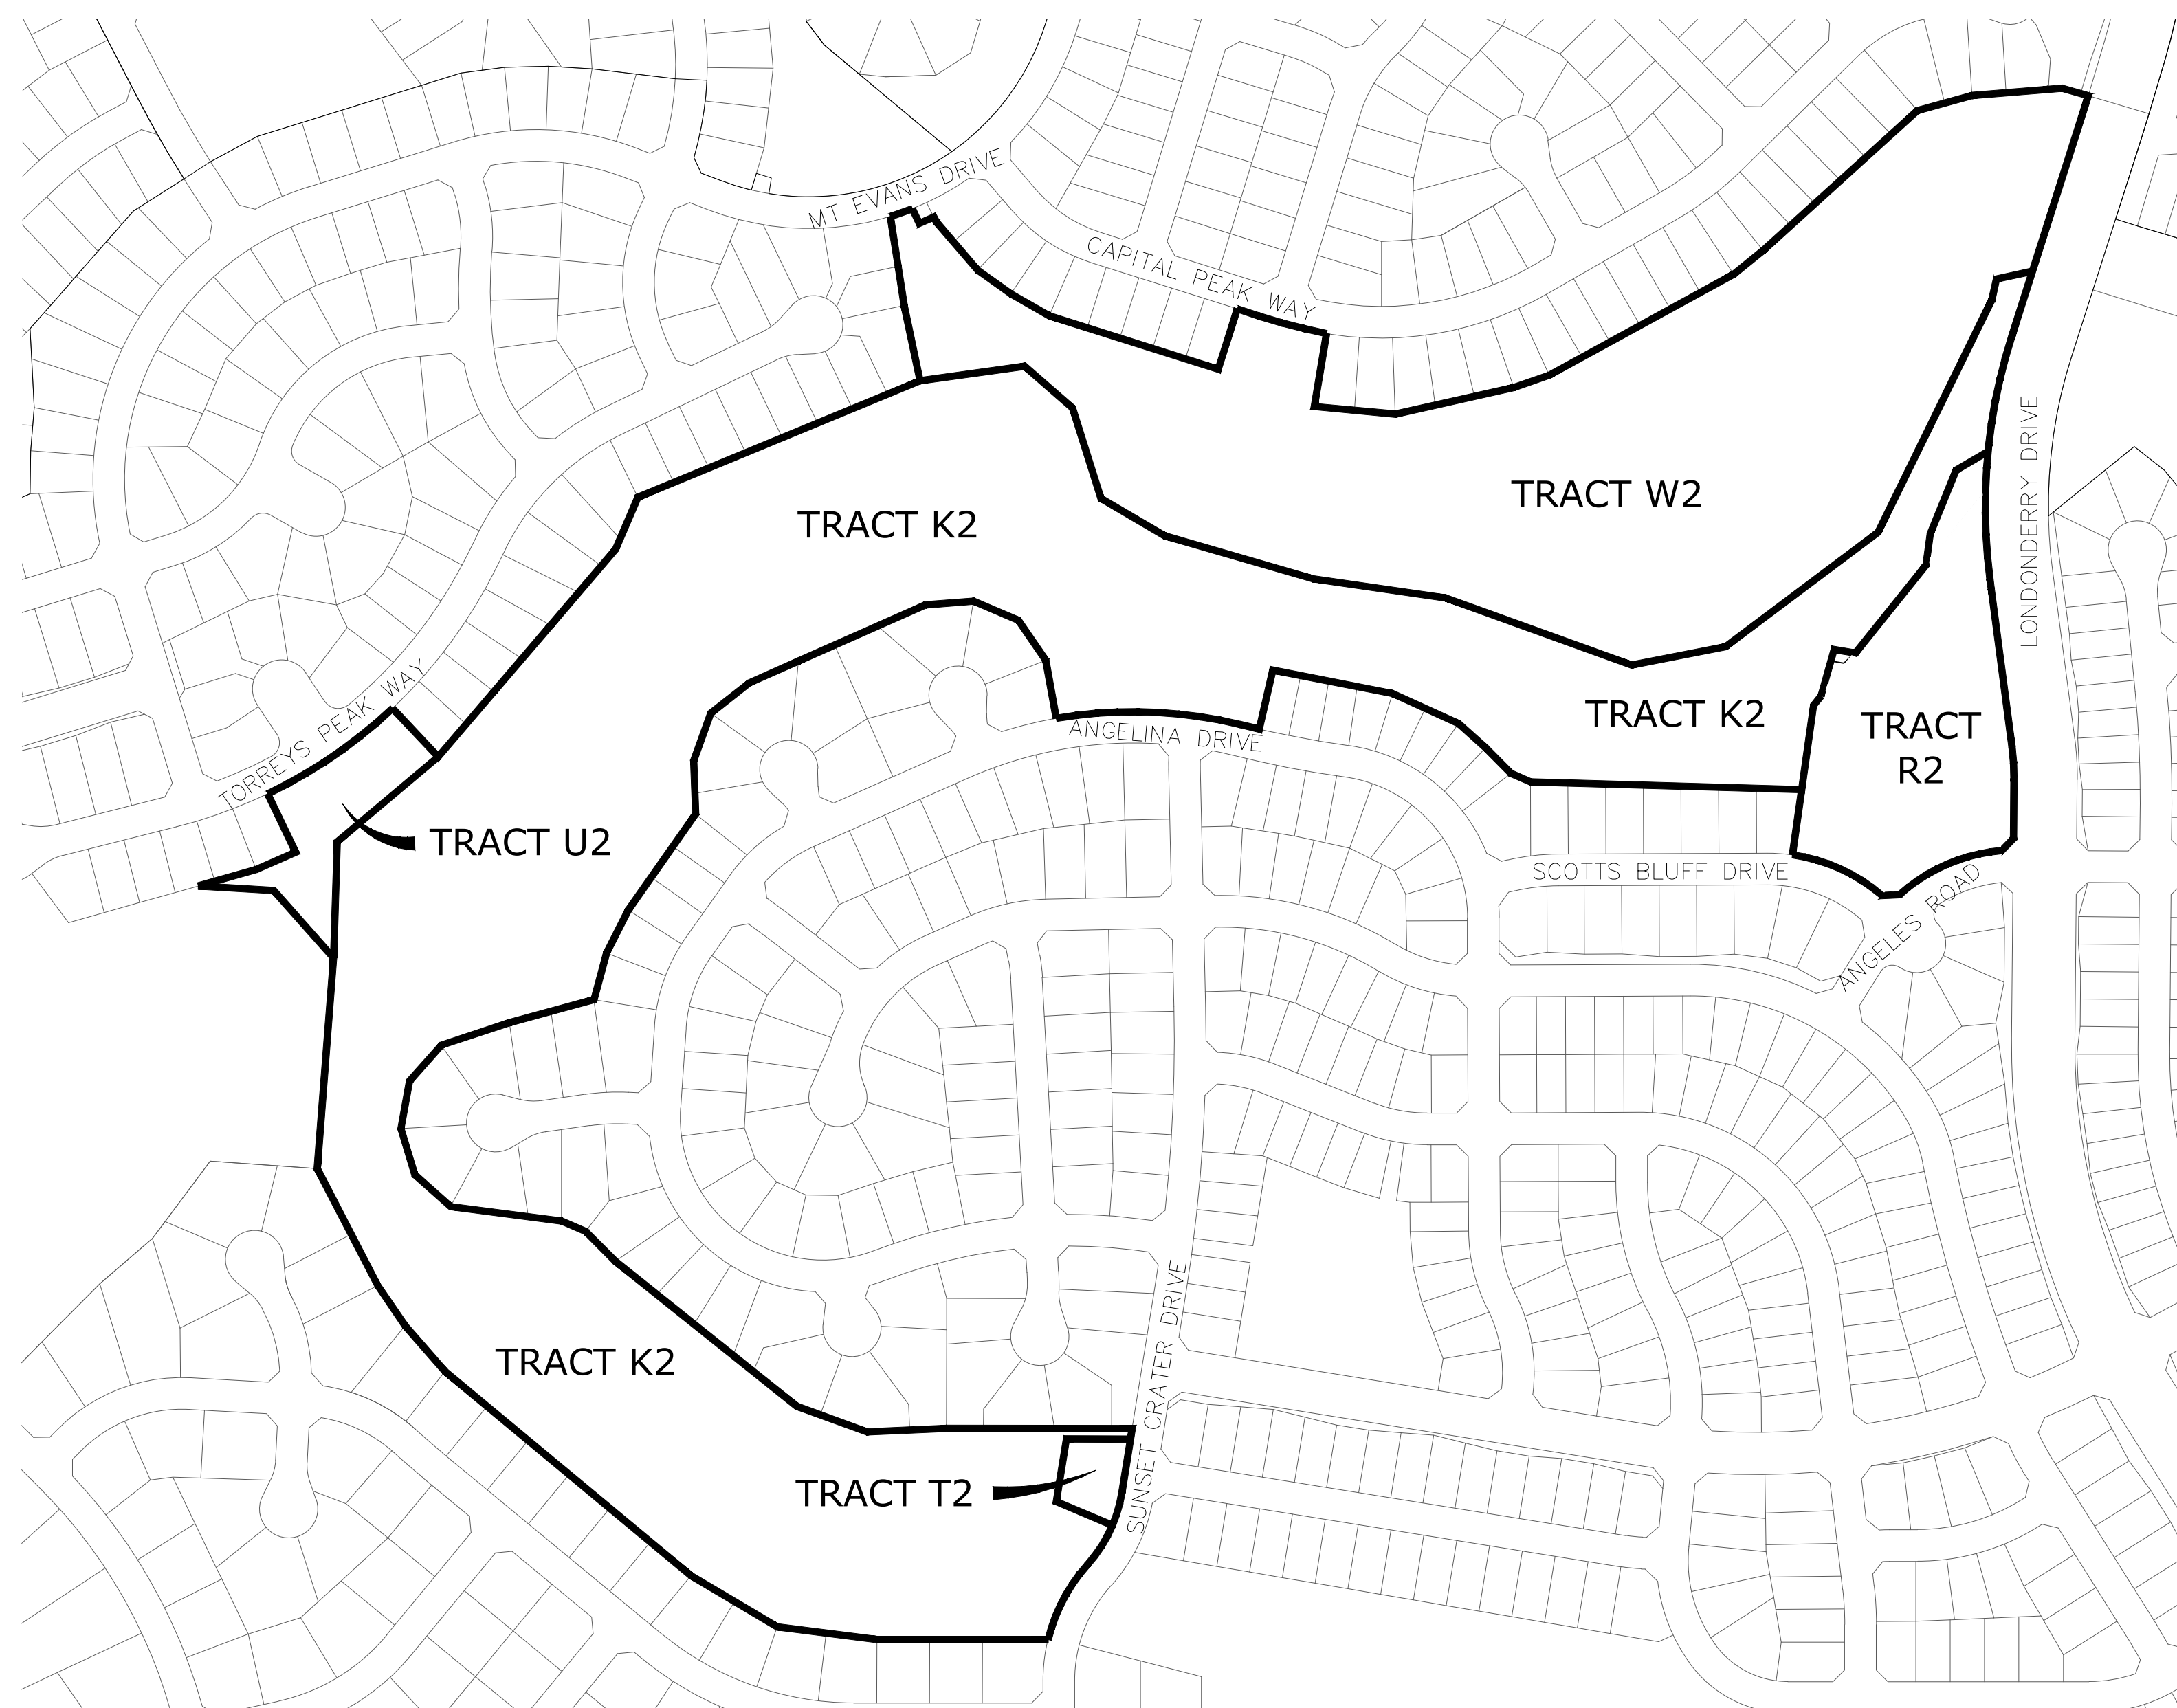 MT EVANS DRIVE
CAPITAL PEAK WAY
LONDONDERRY DRIVE
TRACT W2
TRACT K2
TORREYS PEAK WAY
ANGELINA DRIVE
TRACT K2
TRACT
R2
TRACT U2
SCOTTS BLUFF DRIVE
ANGELES ROAD
SUNSET CRATER DRIVE
TRACT K2
TRACT T2